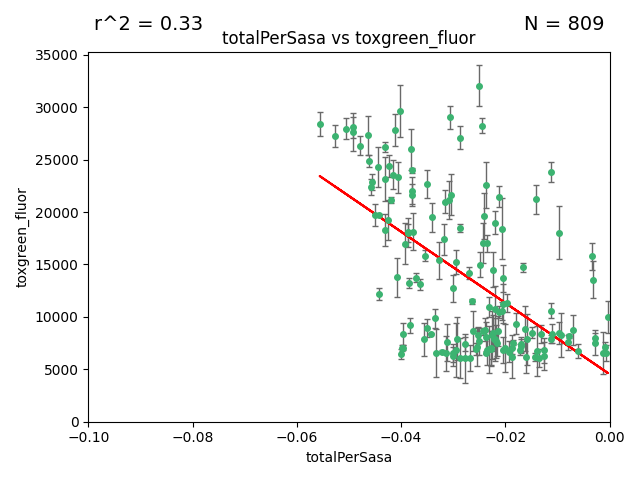 r^2 = 0.33
N = 809
totalPerSasa vs toxgreen_fluor
35000
30000
25000
20000
15000
10000
5000
0
toxgreen_fluor
−0.10
−0.08
−0.06
−0.04
−0.02
0.00
totalPerSasa